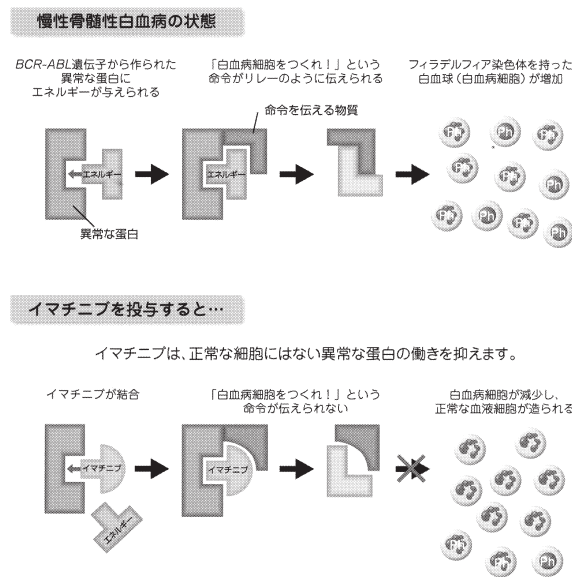 慢性骨髄性白血病の状態
BCR-ABL遺伝子から作られた
異常な蛋白に
エネルギーが与えられる
「白血病細胞をつくれ!」という
命令がリレーのように伝えられる
フィラデルフィア染色体を持った
白血球(白血病細胞)が増加
命令を伝える物質
エネルギー
エネルギー
異常な蛋白
Ph
Ph
Ph
Ph
Ph
Ph
Ph
Ph
Ph
Ph
イマチニブを投与すると…
イマチニブは、正常な細胞にはない異常な蛋白の働きを抑えます。
イマチニブが結合
「白血病細胞をつくれ!」という
命令が伝えられない
白血病細胞が減少し、
正常な血液細胞が造られる
イマチニブ
イマチニブ
エネルギー
Ph
Ph
Ph